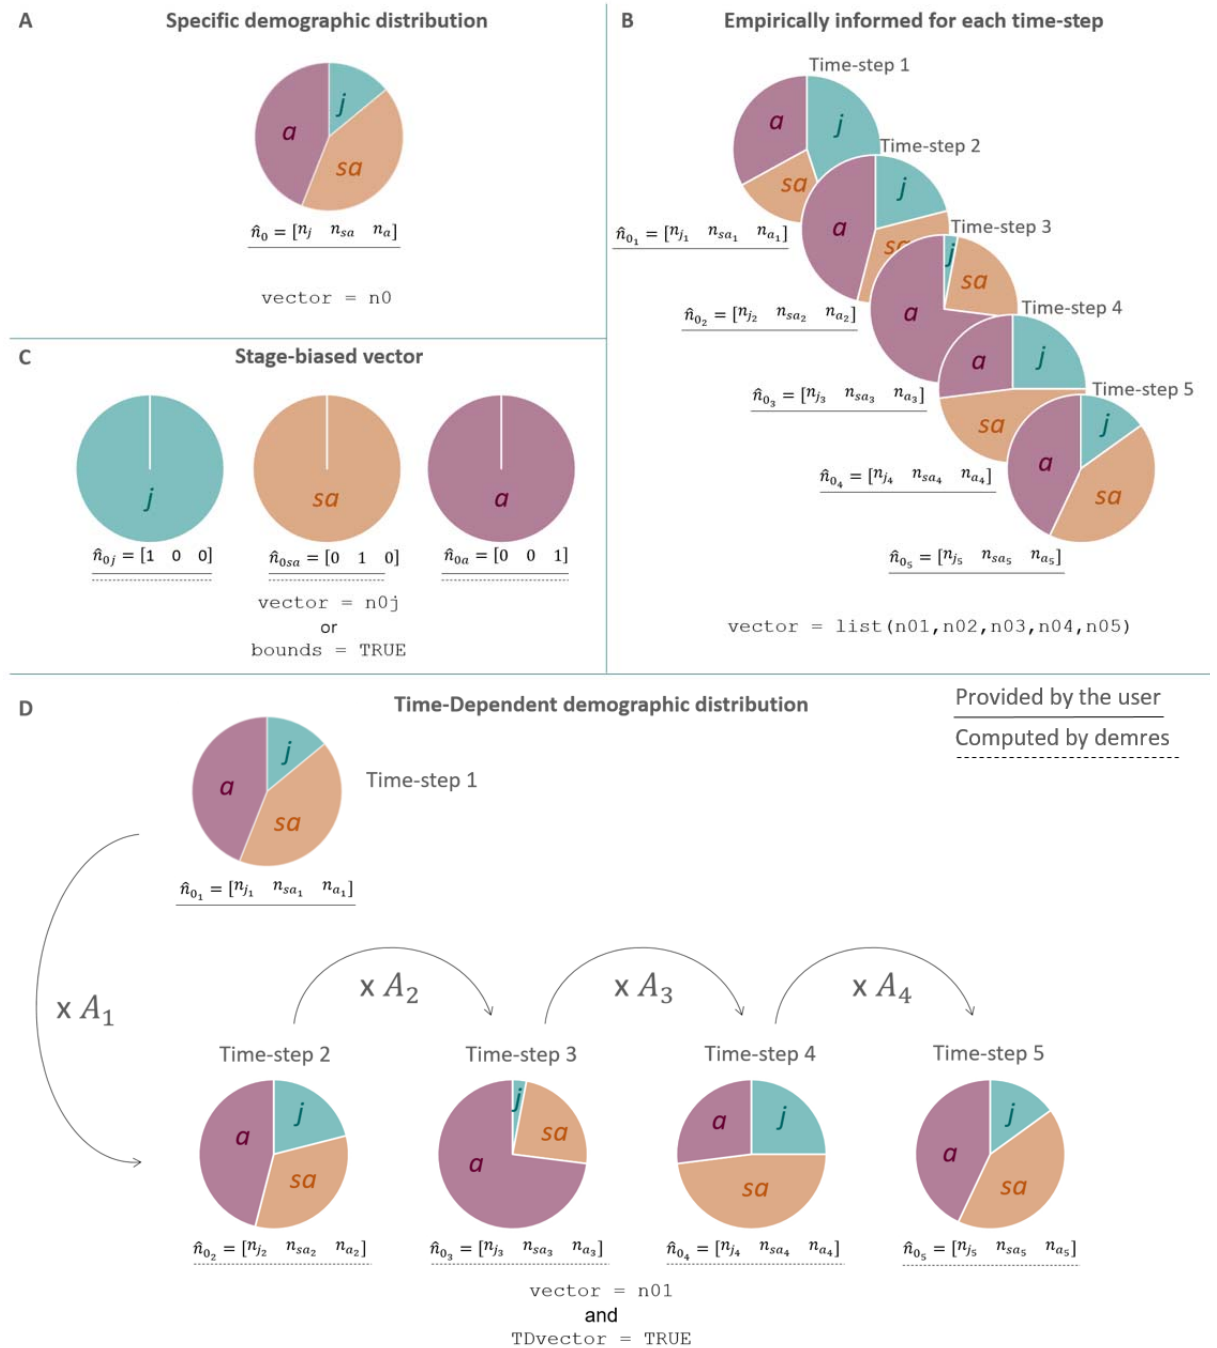 A Specific demographic distribution
a
j
sa
n̂₀ = [nⱼ nₛₐ nₐ]
vector = n0
B Empirically informed for each time-step
Time-step 1
a
j
sa
n̂₀₁ = [nⱼ₁ nₛₐ₁ nₐ₁]
Time-step 2
j
a
sa
n̂₀₂ = [nⱼ₂ nₛₐ₂ nₐ₂]
Time-step 3
j
sa
a
n̂₀₃ = [nⱼ₃ nₛₐ₃ nₐ₃]
Time-step 4
a
j
sa
n̂₀₄ = [nⱼ₄ nₛₐ₄ nₐ₄]
Time-step 5
j
a
sa
n̂₀₅ = [nⱼ₅ nₛₐ₅ nₐ₅]
vector = list(n01,n02,n03,n04,n05)
C Stage-biased vector
j sa a
n̂₀ⱼ = [1 0 0] n̂₀ₛₐ = [0 1 0] n̂₀ₐ = [0 0 1]
vector = n0j
or
bounds = TRUE
D Time-Dependent demographic distribution
Provided by the user
Computed by demres
j
a
sa
Time-step 1
n̂₀₁ = [nⱼ₁ nₛₐ₁ nₐ₁]
x A₁
x A₂ x A₃ x A₄
Time-step 2 Time-step 3 Time-step 4 Time-step 5
j
a
sa
j
sa
a
a
j
sa
j
a
sa
n̂₀₂ = [nⱼ₂ nₛₐ₂ nₐ₂] n̂₀₃ = [nⱼ₃ nₛₐ₃ nₐ₃] n̂₀₄ = [nⱼ₄ nₛₐ₄ nₐ₄] n̂₀₅ = [nⱼ₅ nₛₐ₅ nₐ₅]
vector = n01
and
TDvector = TRUE